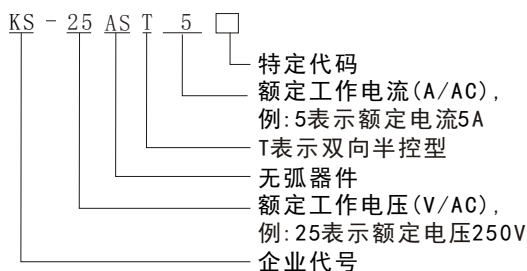 KS-25 AS T 5 □
特定代码
额定工作电流(A/AC),
例:5表示额定电流5A
T表示双向半控型
无弧器件
额定工作电压(V/AC),
例:25表示额定电压250V
企业代号